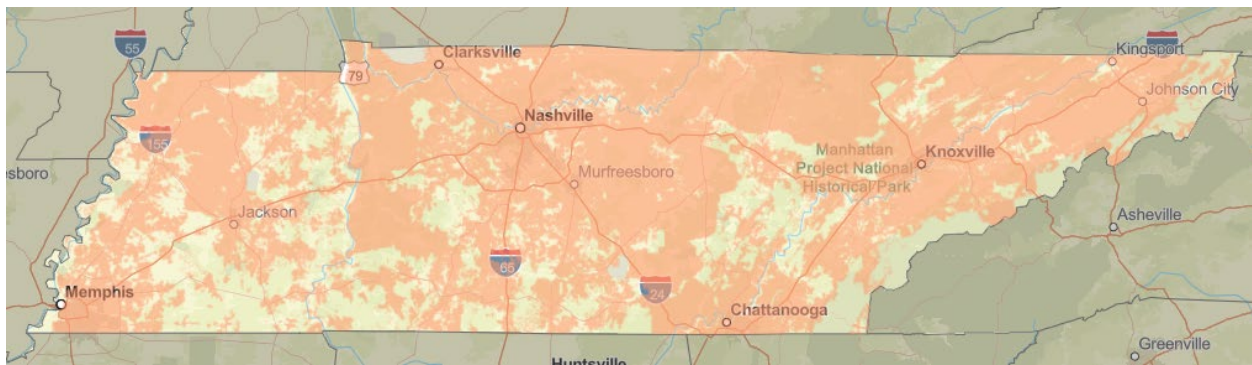 55
Clarksville
Kingsport
79
Johnson City
Nashville
155
Manhattan
Project National
Historical Park
Knoxville
esboro
Murfreesboro
Jackson
Asheville
65
24
Memphis
Chattanooga
Greenville
Huntsville